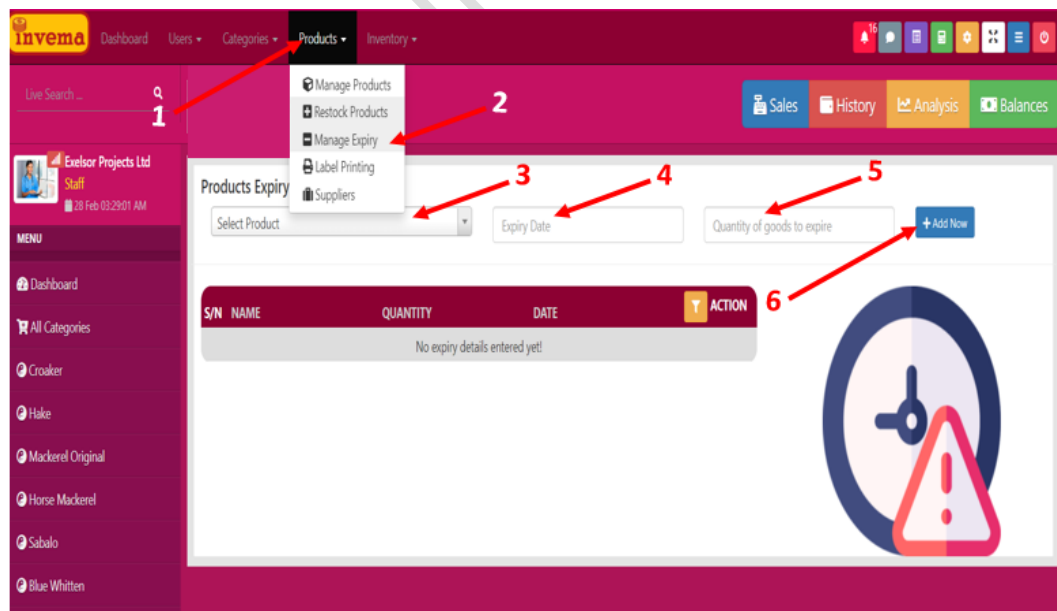 invema Dashboard Users Categories Products Inventory 16
Live Search ...
1
Manage Products
Restock Products
Manage Expiry
Label Printing
Suppliers
2
Sales History Analysis Balances
Exelsor Projects Ltd
Staff
28 Feb 03:29:01 AM
MENU
Dashboard
All Categories
Croaker
Hake
Mackerel Original
Horse Mackerel
Sabalo
Blue Whitten
Products Expiry
3 4 5
Select Product Expiry Date Quantity of goods to expire + Add Now
6
S/N NAME QUANTITY DATE ACTION
No expiry details entered yet!